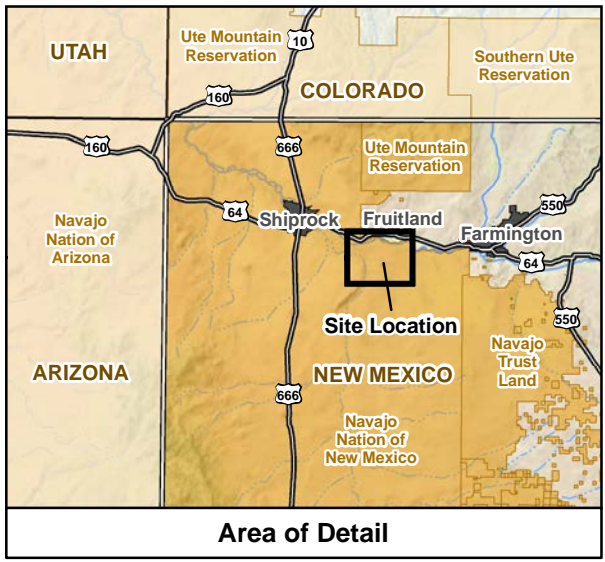 UTAH
Ute Mountain
Reservation
10
Southern Ute
Reservation
160
COLORADO
160
666
Ute Mountain
Reservation
550
Navajo
Nation of
Arizona
64
Shiprock
Fruitland
Farmington
64
Site Location
550
ARIZONA
NEW MEXICO
Navajo
Trust
Land
666
Navajo
Nation of
New Mexico
Area of Detail